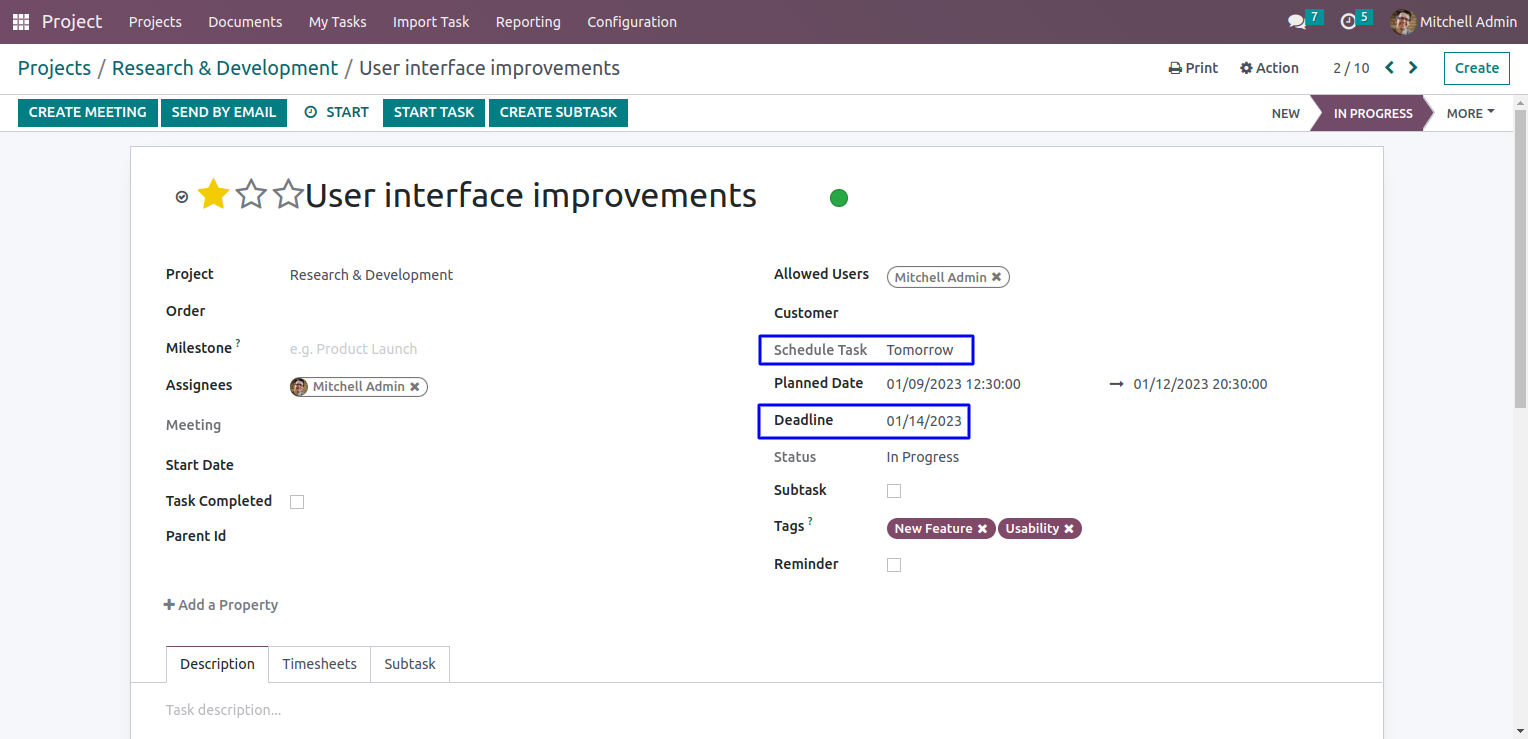 Project Projects Documents My Tasks Import Task Reporting Configuration 7 5 Mitchell Admin
Projects / Research & Development / User interface improvements Print Action 2 / 10 Create
CREATE MEETING SEND BY EMAIL START START TASK CREATE SUBTASK NEW IN PROGRESS MORE
User interface improvements
Project Research & Development
Order
Milestone ? e.g. Product Launch
Assignees Mitchell Admin ✖
Meeting
Start Date
Task Completed
Parent Id
Allowed Users Mitchell Admin ✖
Customer
Schedule Task Tomorrow
Planned Date 01/09/2023 12:30:00 → 01/12/2023 20:30:00
Deadline 01/14/2023
Status In Progress
Subtask
Tags ? New Feature ✖ Usability ✖
Reminder
+ Add a Property
Description Timesheets Subtask
Task description...